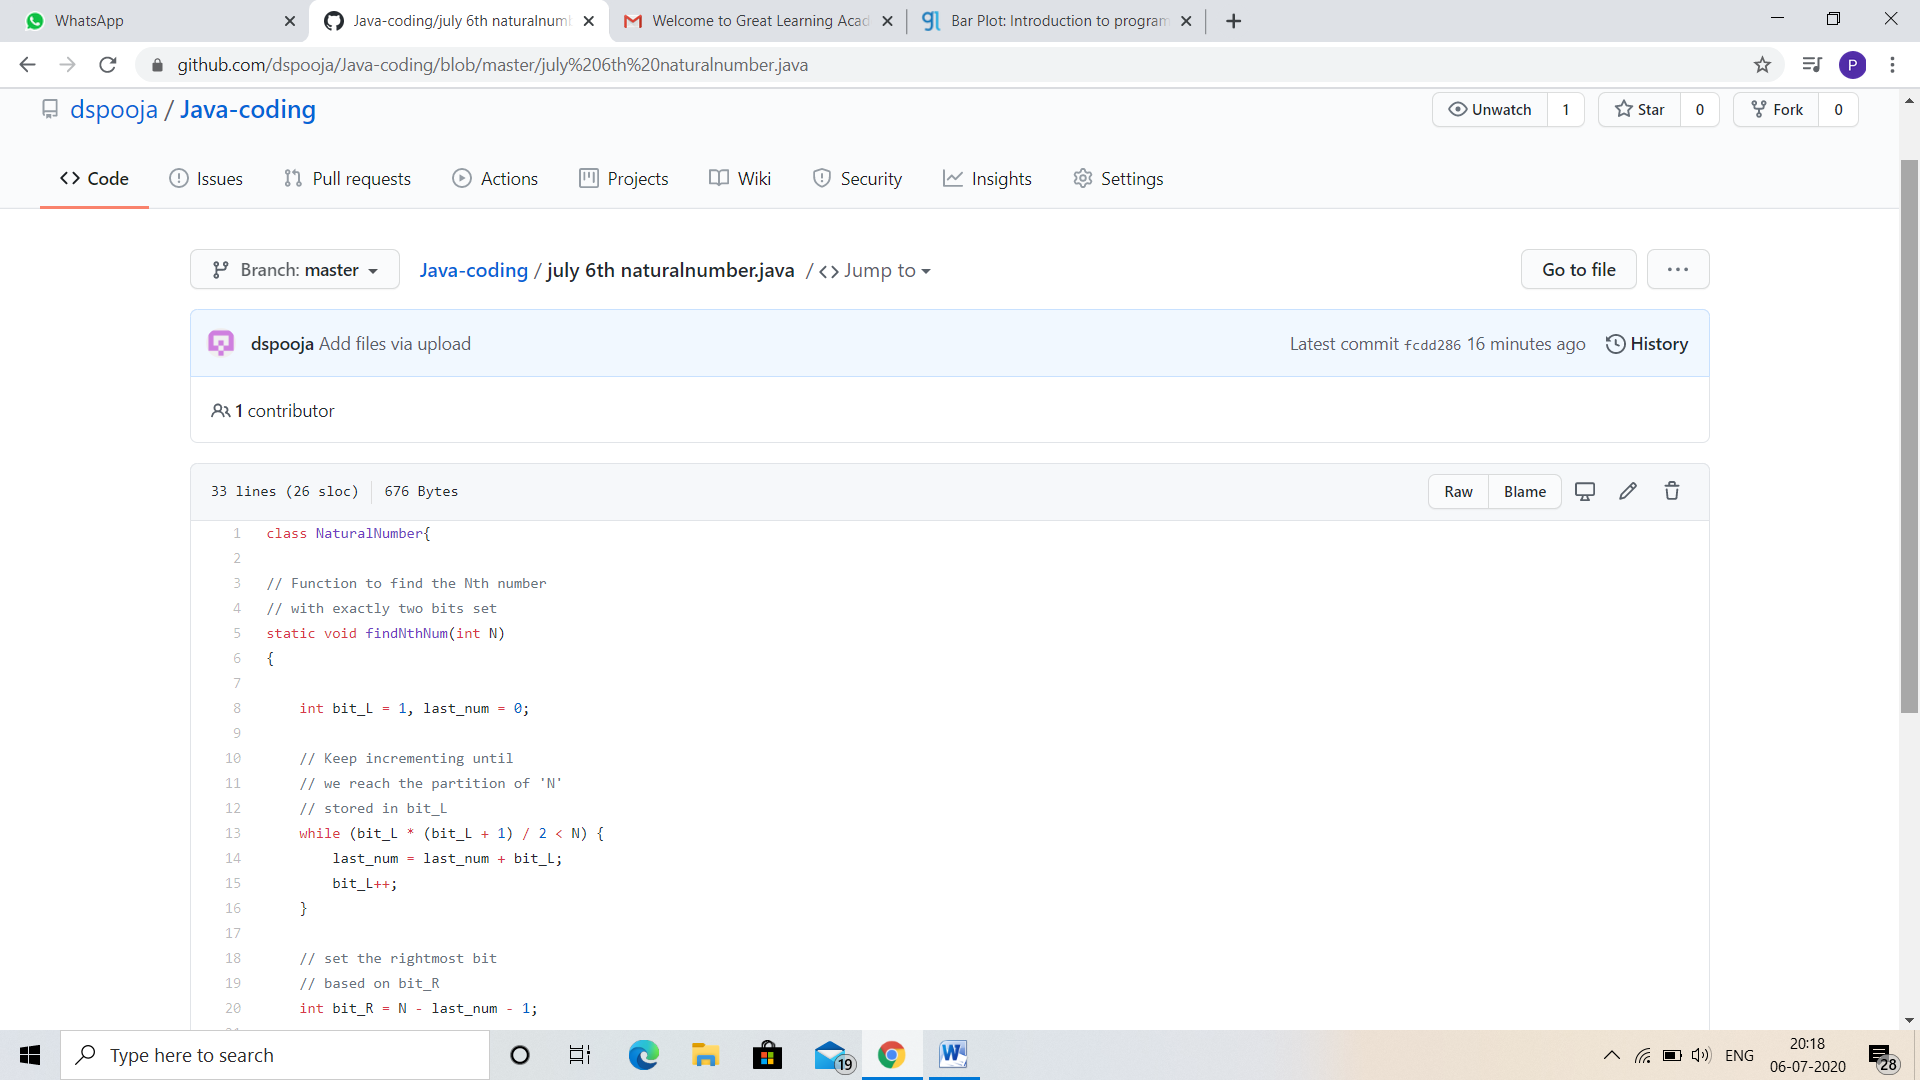 WhatsApp
Java-coding/july 6th naturalnum
Welcome to Great Learning Acad
gl Bar Plot: Introduction to program
github.com/dspooja/Java-coding/blob/master/july%206th%20naturalnumber.java
P
dspooja / Java-coding
Unwatch 1
Star 0
Fork 0
<> Code
Issues
Pull requests
Actions
Projects
Wiki
Security
Insights
Settings
Branch: master
Java-coding / july 6th naturalnumber.java / <> Jump to
Go to file
...
dspooja Add files via upload
Latest commit fcdd286 16 minutes ago
History
1 contributor
33 lines (26 sloc) 676 Bytes
Raw
Blame
1 class NaturalNumber{
2
3 // Function to find the Nth number
4 // with exactly two bits set
5 static void findNthNum(int N)
6 {
7
8 int bit_L = 1, last_num = 0;
9
10 // Keep incrementing until
11 // we reach the partition of 'N'
12 // stored in bit_L
13 while (bit_L * (bit_L + 1) / 2 < N) {
14 last_num = last_num + bit_L;
15 bit_L++;
16 }
17
18 // set the rightmost bit
19 // based on bit_R
20 int bit_R = N - last_num - 1;
Type here to search
19
W
ENG
20:18
06-07-2020
28